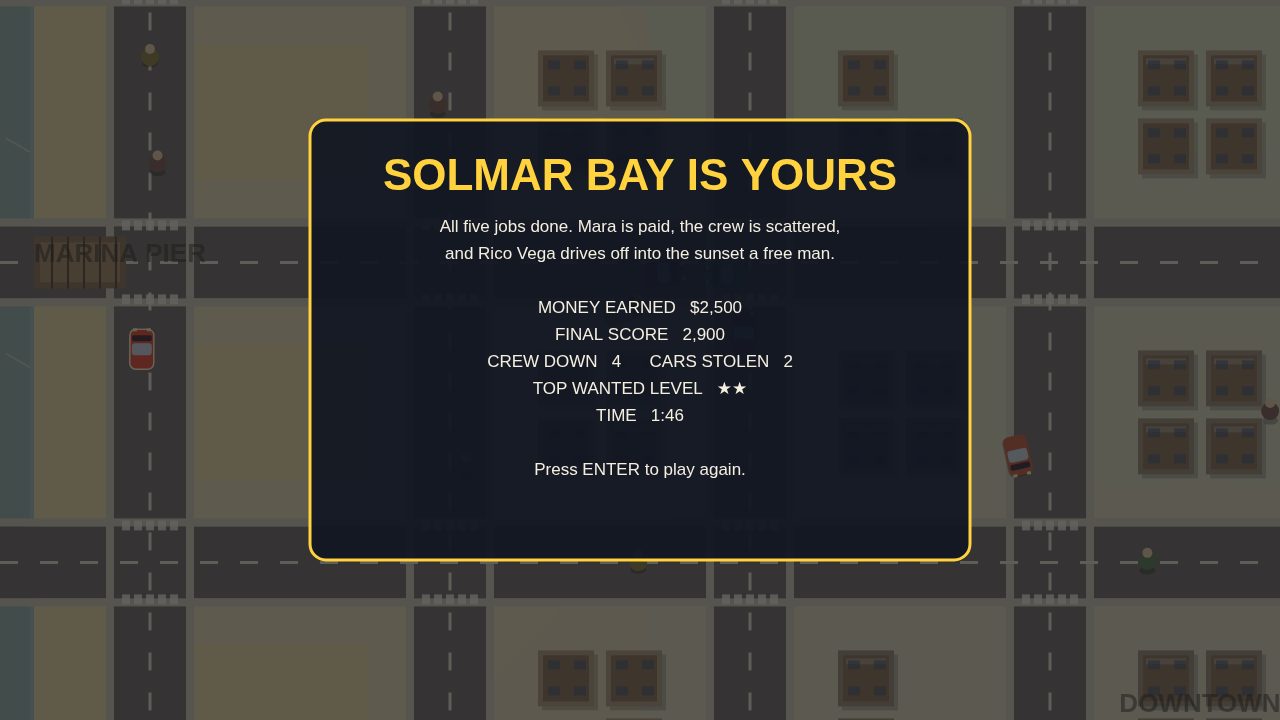 SOLMAR BAY IS YOURS
All five jobs done. Mara is paid, the crew is scattered,
and Rico Vega drives off into the sunset a free man.
MARINA PIER
MONEY EARNED $2,500
FINAL SCORE 2,900
CREW DOWN 4 CARS STOLEN 2
TOP WANTED LEVEL ★★
TIME 1:46
Press ENTER to play again.
DOWNTOWN